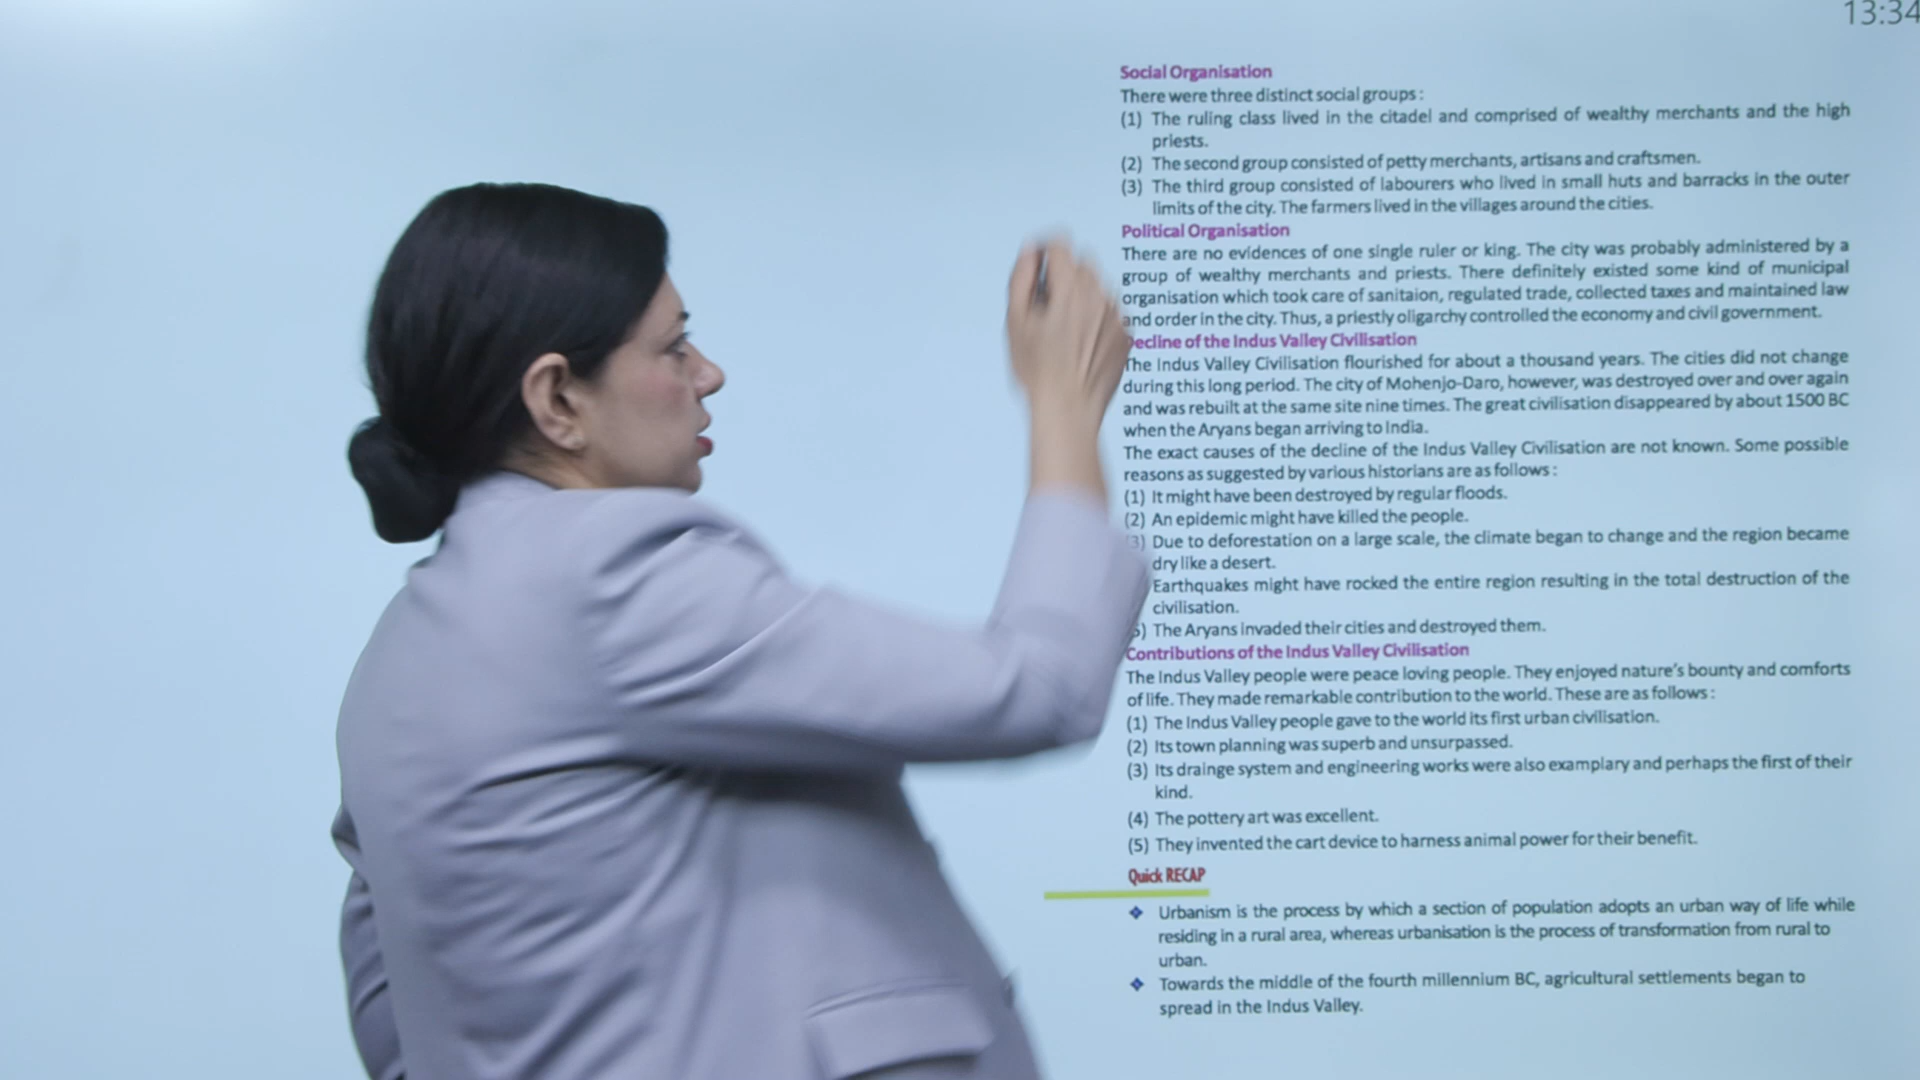 13:34
Social Organisation
There were three distinct social groups :
(1) The ruling class lived in the citadel and comprised of wealthy merchants and the high
priests.
(2) The second group consisted of petty merchants, artisans and craftsmen.
(3) The third group consisted of labourers who lived in small huts and barracks in the outer
limits of the city. The farmers lived in the villages around the cities.
Political Organisation
There are no evidences of one single ruler or king. The city was probably administered by a
group of wealthy merchants and priests. There definitely existed some kind of municipal
organisation which took care of sanitaion, regulated trade, collected taxes and maintained law
and order in the city. Thus, a priestly oligarchy controlled the economy and civil government.
Decline of the Indus Valley Civilisation
The Indus Valley Civilisation flourished for about a thousand years. The cities did not change
during this long period. The city of Mohenjo-Daro, however, was destroyed over and over again
and was rebuilt at the same site nine times. The great civilisation disappeared by about 1500 BC
when the Aryans began arriving to India.
The exact causes of the decline of the Indus Valley Civilisation are not known. Some possible
reasons as suggested by various historians are as follows :
(1) It might have been destroyed by regular floods.
(2) An epidemic might have killed the people.
(3) Due to deforestation on a large scale, the climate began to change and the region became
dry like a desert.
Earthquakes might have rocked the entire region resulting in the total destruction of the
civilisation.
5) The Aryans invaded their cities and destroyed them.
Contributions of the Indus Valley Civilisation
The Indus Valley people were peace loving people. They enjoyed nature's bounty and comforts
of life. They made remarkable contribution to the world. These are as follows :
(1) The Indus Valley people gave to the world its first urban civilisation.
(2) Its town planning was superb and unsurpassed.
(3) Its drainge system and engineering works were also examplary and perhaps the first of their
kind.
(4) The pottery art was excellent.
(5) They invented the cart device to harness animal power for their benefit.
Quick RECAP
❖ Urbanism is the process by which a section of population adopts an urban way of life while
residing in a rural area, whereas urbanisation is the process of transformation from rural to
urban.
❖ Towards the middle of the fourth millennium BC, agricultural settlements began to
spread in the Indus Valley.